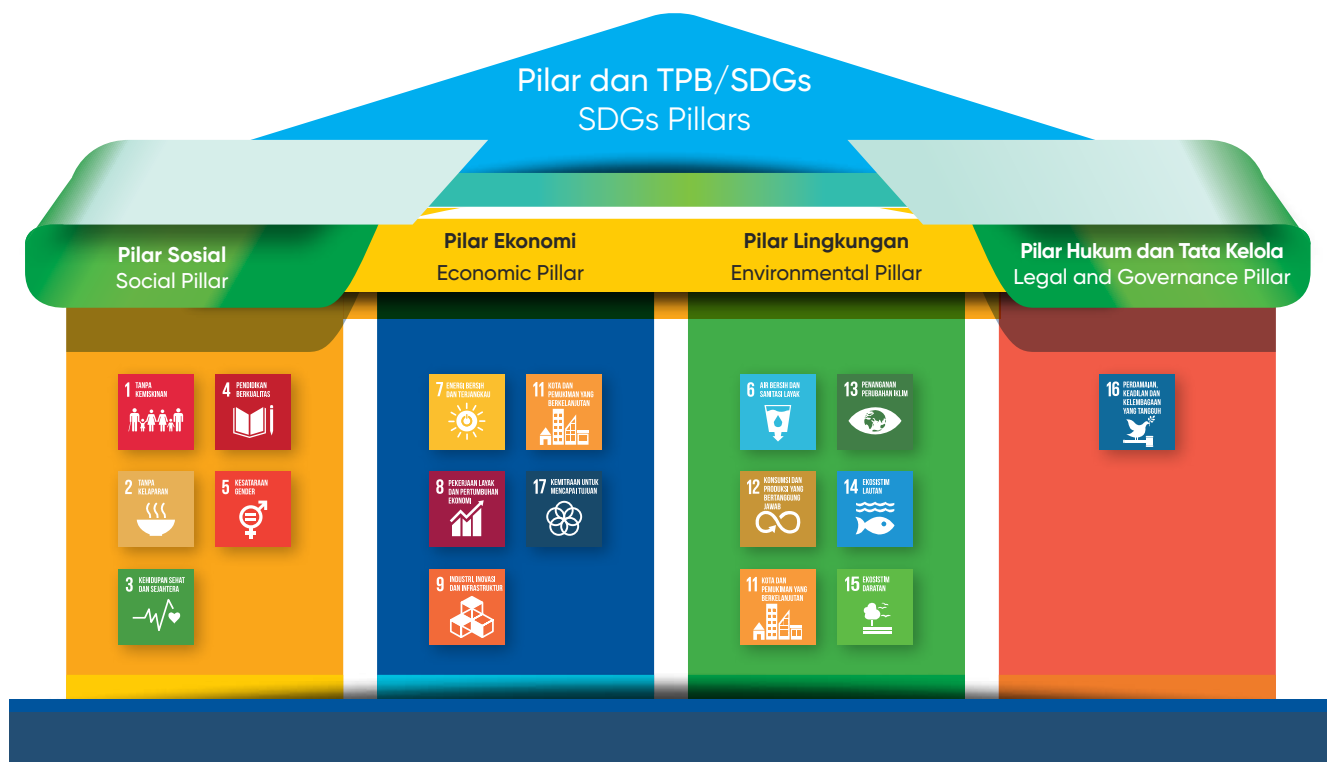 Pilar dan TPB/SDGs
SDGs Pillars
Pilar Sosial
Social Pillar
Pilar Ekonomi
Economic Pillar
Pilar Lingkungan
Environmental Pillar
Pilar Hukum dan Tata Kelola
Legal and Governance Pillar
1 TANPA
KEMISKINAN
4 PENDIDIKAN
BERKUALITAS
2 TANPA
KELAPARAN
5 KESATARAAN
GENDER
3 KEHIDUPAN SEHAT
DAN SEJAHTERA
7 ENERGI BERSIH
DAN TERJANGKAU
11 KOTA DAN
PEMUKIMAN YANG
BERKELANJUTAN
8 PEKERJAAN LAYAK
DAN PERTUMBUHAN
EKONOMI
17 KEMITRAAN UNTUK
MENCAPAI TUJUAN
9 INDUSTRI, INOVASI
DAN INFRASTRUKTUR
6 AIR BERSIH DAN
SANITASI LAYAK
13 PENANGANAN
PERUBAHAN IKLIM
12 KONSUMSI DAN
PRODUKSI YANG
BERTANGGUNG
JAWAB
14 EKOSISTIM
LAUTAN
11 KOTA DAN
PEMUKIMAN YANG
BERKELANJUTAN
15 EKOSISTIM
DARATAN
16 PERDAMAIAN,
KEADILAN DAN
KELEMBAGAAN
YANG TANGGUH